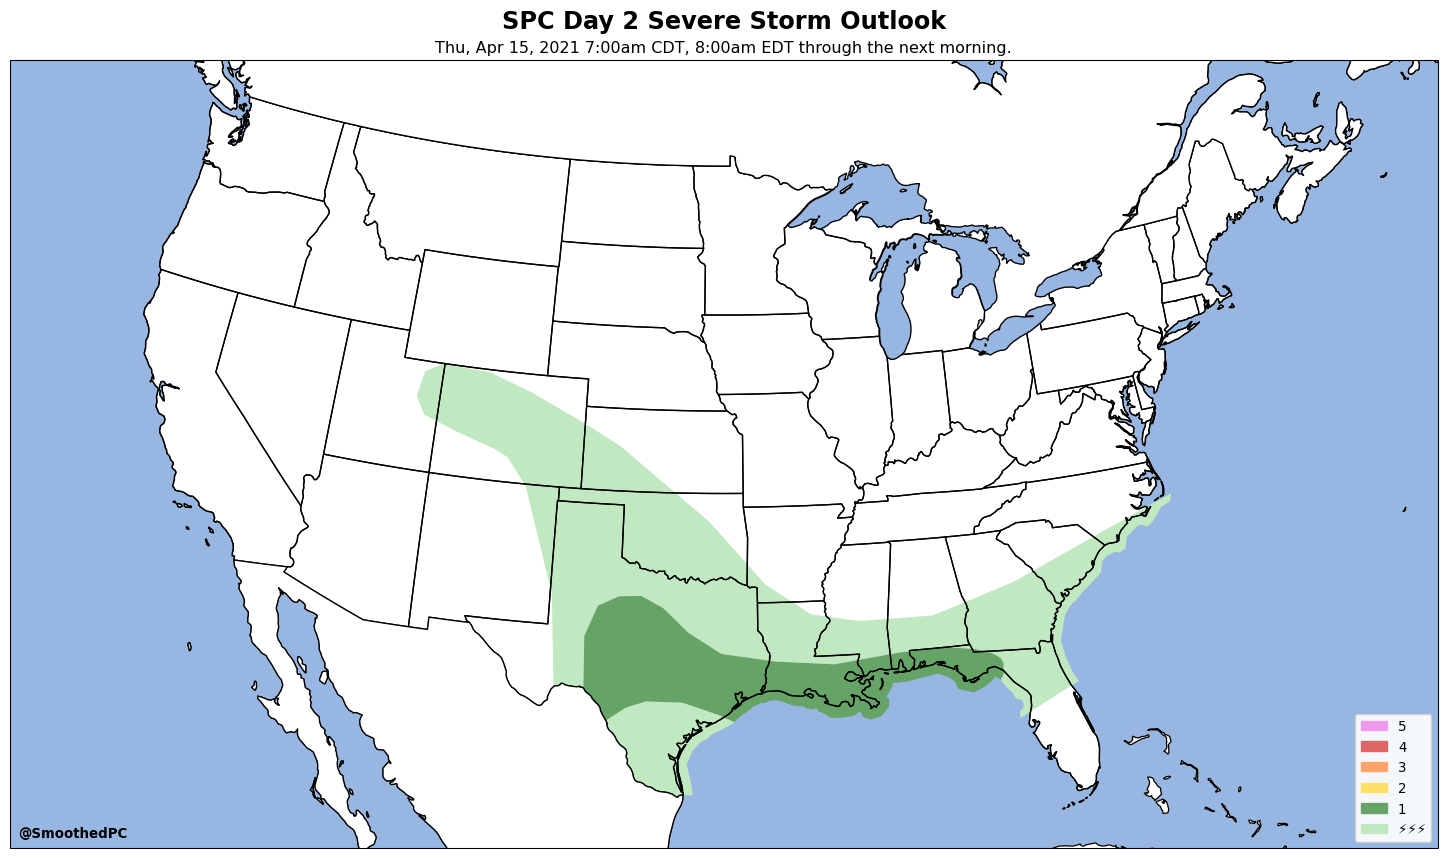 SPC Day 2 Severe Storm Outlook
Thu, Apr 15, 2021 7:00am CDT, 8:00am EDT through the next morning.
5
4
3
2
1
⚡⚡⚡
@SmoothedPC